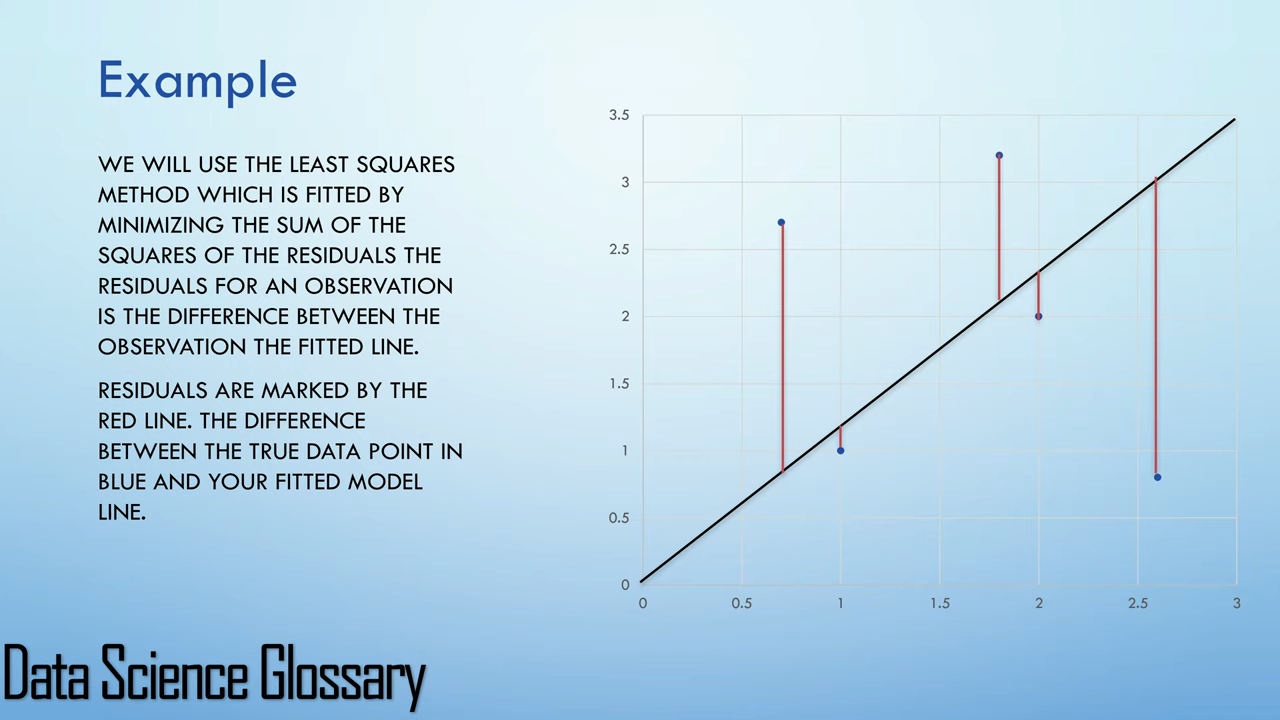 Example
WE WILL USE THE LEAST SQUARES
METHOD WHICH IS FITTED BY
MINIMIZING THE SUM OF THE
SQUARES OF THE RESIDUALS THE
RESIDUALS FOR AN OBSERVATION
IS THE DIFFERENCE BETWEEN THE
OBSERVATION THE FITTED LINE.
RESIDUALS ARE MARKED BY THE
RED LINE. THE DIFFERENCE
BETWEEN THE TRUE DATA POINT IN
BLUE AND YOUR FITTED MODEL
LINE.
3.5
3
2.5
2
1.5
1
0.5
0
0 0.5 1 1.5 2 2.5 3
Data Science Glossary